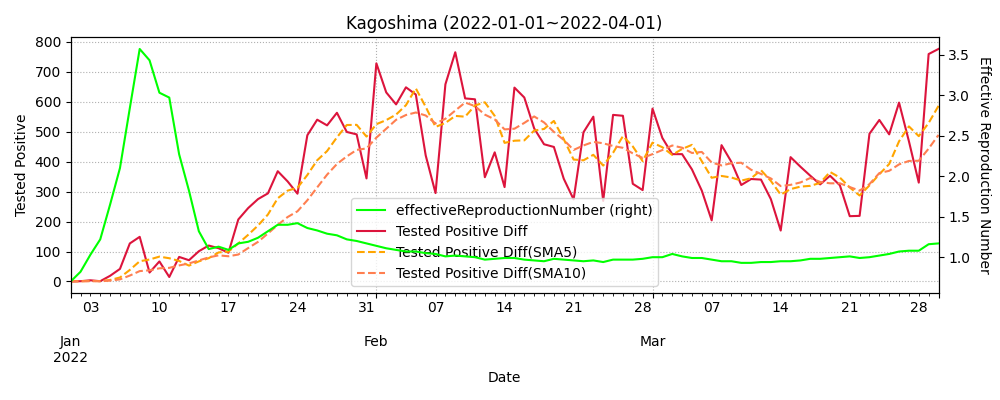 Kagoshima (2022-01-01~2022-04-01)
800
700
600
500
400
300
200
100
0
Tested Positive
3.5
3.0
2.5
2.0
1.5
1.0
Effective Reproduction Number
effectiveReproductionNumber (right)
Tested Positive Diff
Tested Positive Diff(SMA5)
Tested Positive Diff(SMA10)
03 10 17 24 31 07 14 21 28 07 14 21 28
Jan Feb Mar
2022
Date